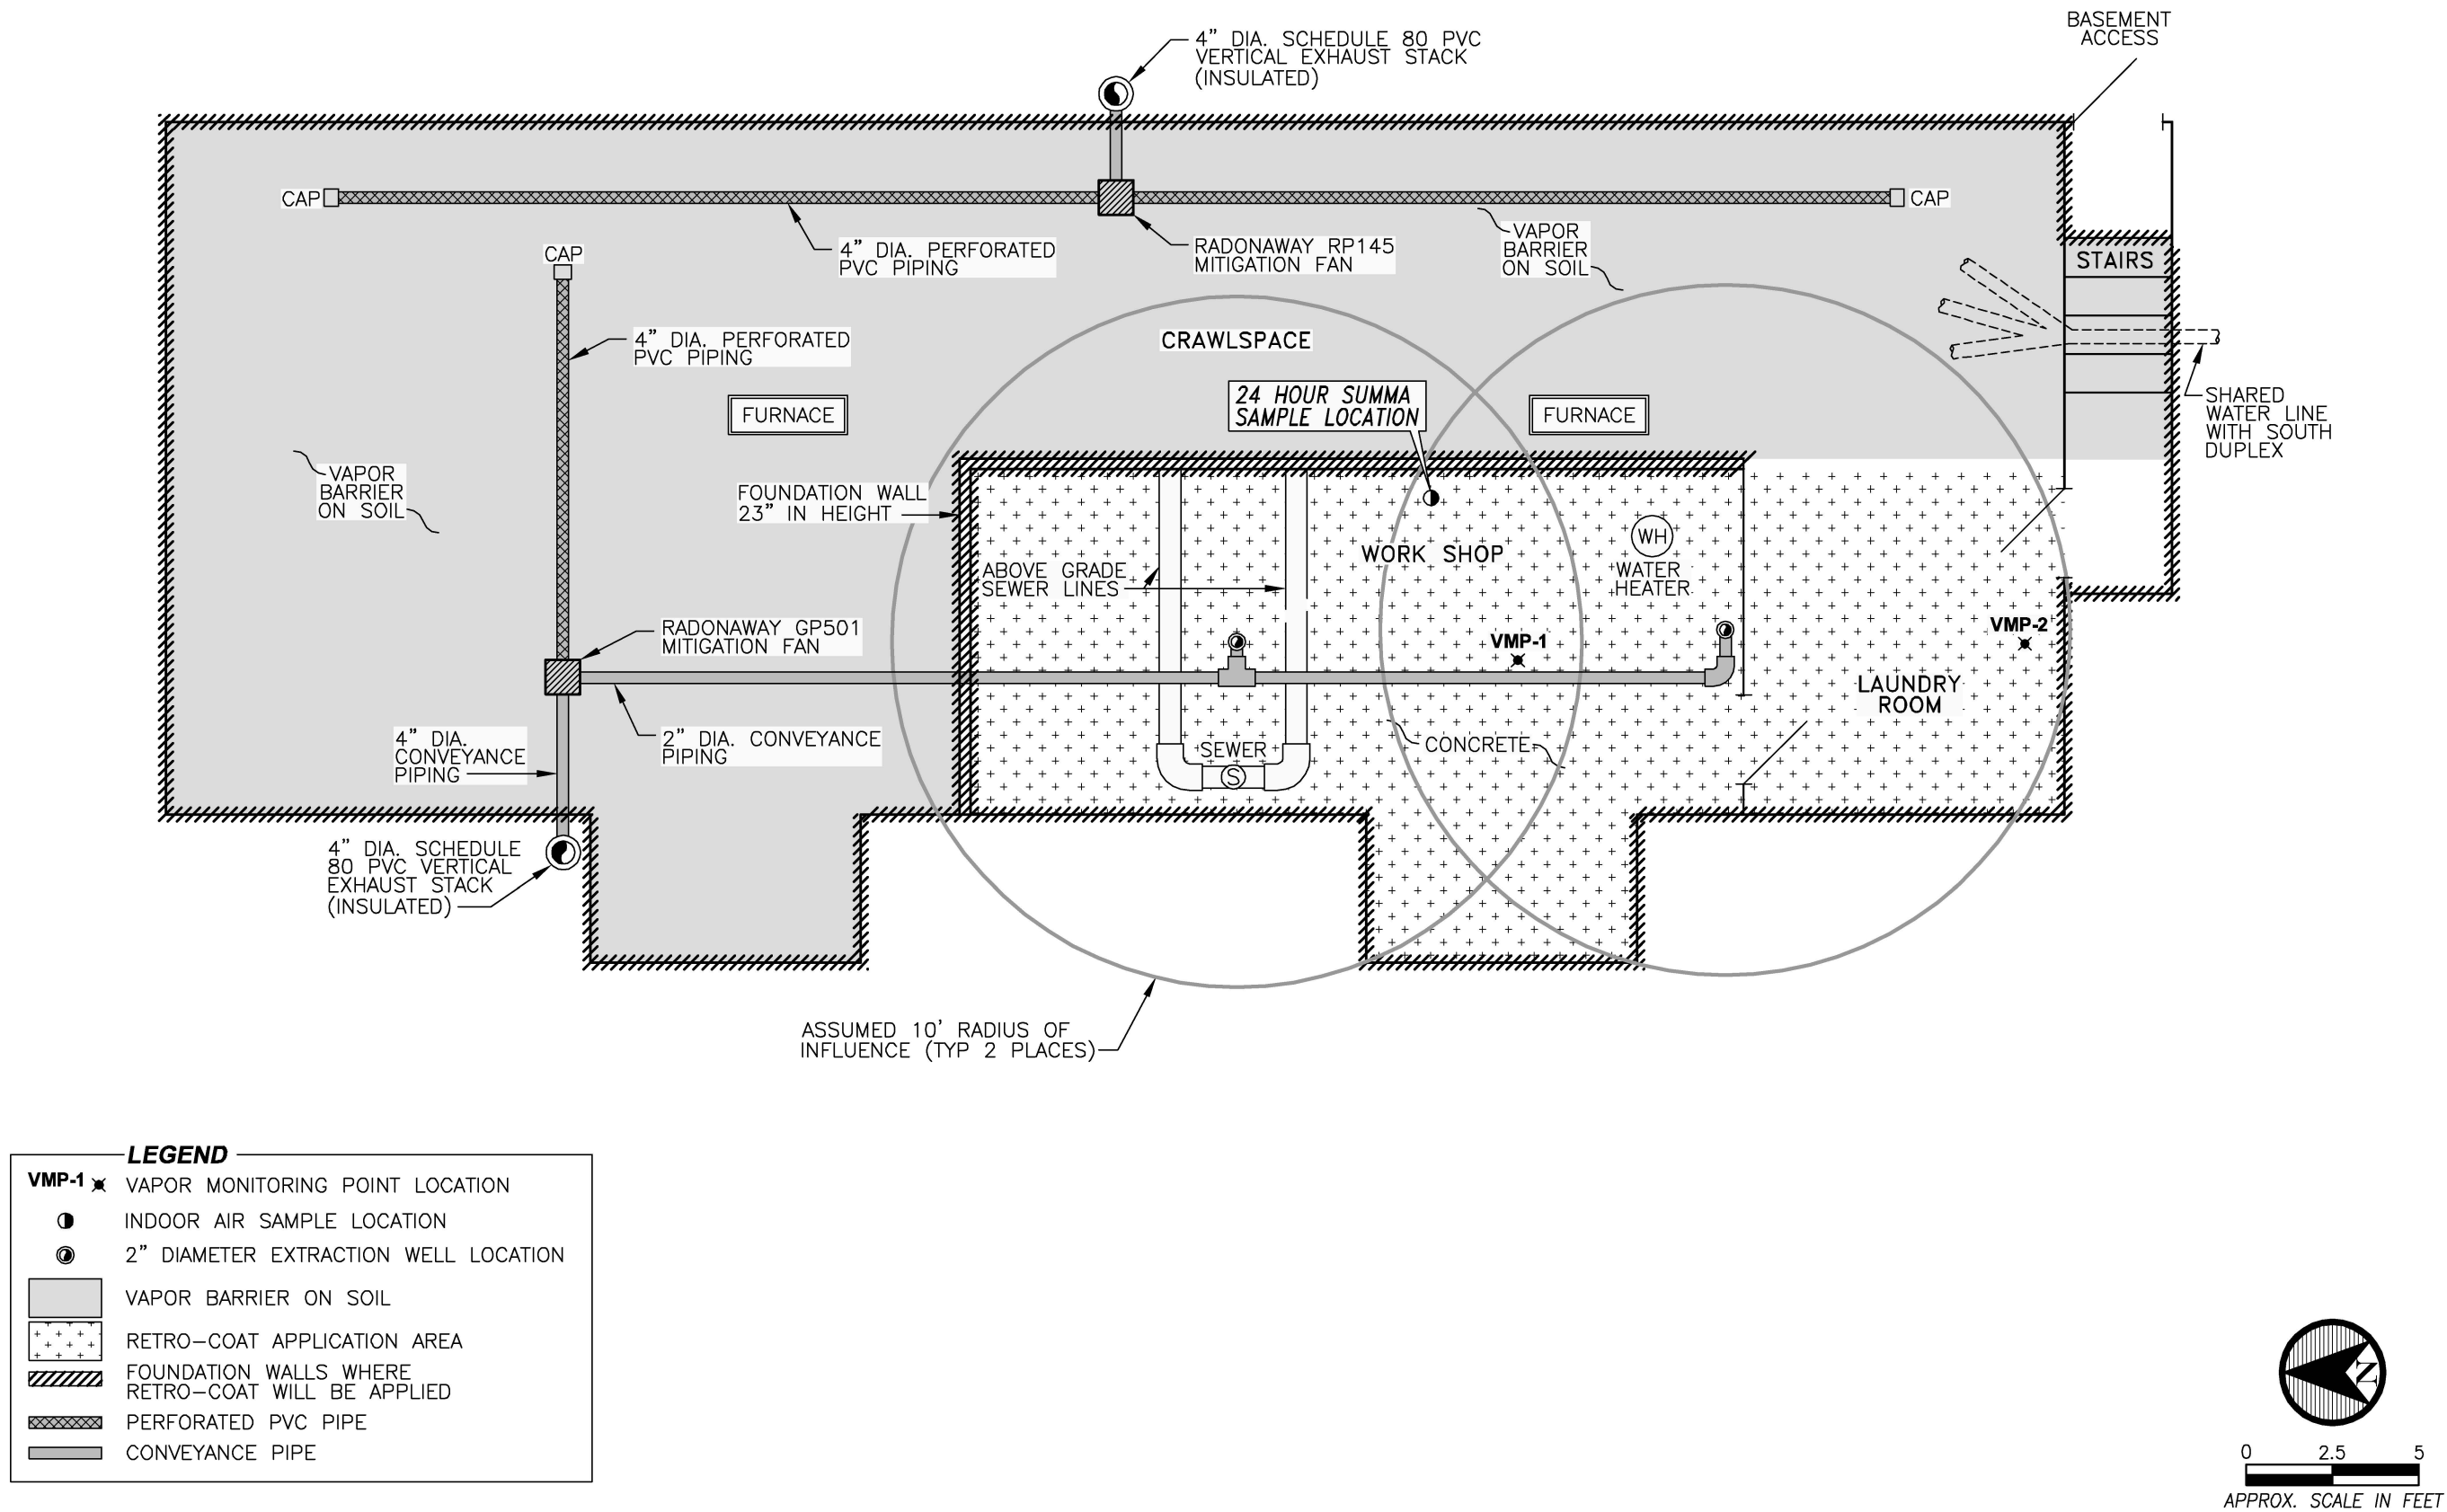 BASEMENT
ACCESS
4” DIA. SCHEDULE 80 PVC
VERTICAL EXHAUST STACK
(INSULATED)
CAP
CAP
4” DIA. PERFORATED
PVC PIPING
RADONAWAY RP145
MITIGATION FAN
VAPOR
BARRIER
ON SOIL
STAIRS
CAP
4” DIA. PERFORATED
PVC PIPING
CRAWLSPACE
24 HOUR SUMMA
SAMPLE LOCATION
FURNACE
FURNACE
SHARED
WATER LINE
WITH SOUTH
DUPLEX
VAPOR
BARRIER
ON SOIL
FOUNDATION WALL
23” IN HEIGHT
WORK SHOP
WH
WATER
HEATER
ABOVE GRADE
SEWER LINES
RADONAWAY GP501
MITIGATION FAN
VMP-1
VMP-2
LAUNDRY
ROOM
4” DIA.
CONVEYANCE
PIPING
2” DIA. CONVEYANCE
PIPING
SEWER
S
CONCRETE
4” DIA. SCHEDULE
80 PVC VERTICAL
EXHAUST STACK
(INSULATED)
ASSUMED 10’ RADIUS OF
INFLUENCE (TYP 2 PLACES)
LEGEND
VMP-1 VAPOR MONITORING POINT LOCATION
INDOOR AIR SAMPLE LOCATION
2” DIAMETER EXTRACTION WELL LOCATION
VAPOR BARRIER ON SOIL
RETRO-COAT APPLICATION AREA
FOUNDATION WALLS WHERE
RETRO-COAT WILL BE APPLIED
PERFORATED PVC PIPE
CONVEYANCE PIPE
N
0 2.5 5
APPROX. SCALE IN FEET